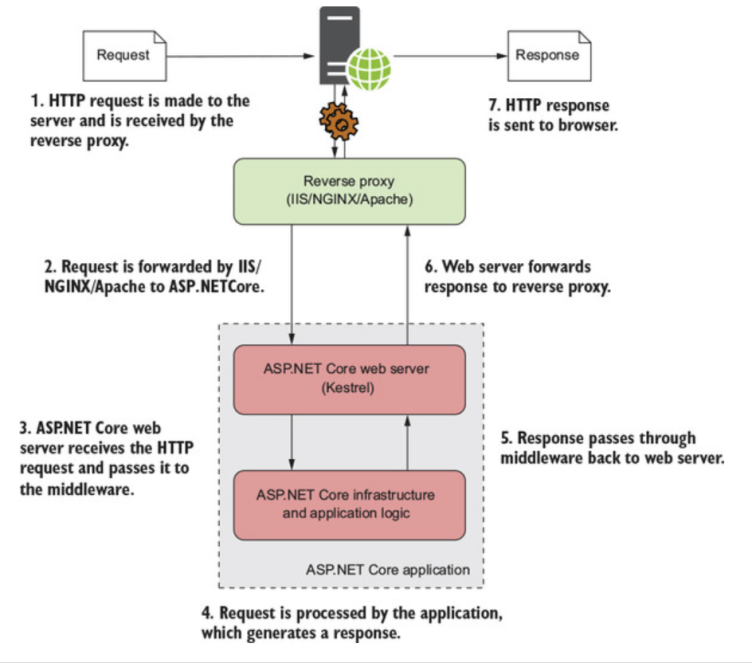 Request
Response
1. HTTP request is made to the
server and is received by the
reverse proxy.
7. HTTP response
is sent to browser.
Reverse proxy
(IIS/NGINX/Apache)
2. Request is forwarded by IIS/
NGINX/Apache to ASP.NETCore.
6. Web server forwards
response to reverse proxy.
ASP.NET Core web server
(Kestrel)
3. ASP.NET Core web
server receives the HTTP
request and passes it to
the middleware.
5. Response passes through
middleware back to web server.
ASP.NET Core infrastructure
and application logic
ASP.NET Core application
4. Request is processed by the application,
which generates a response.